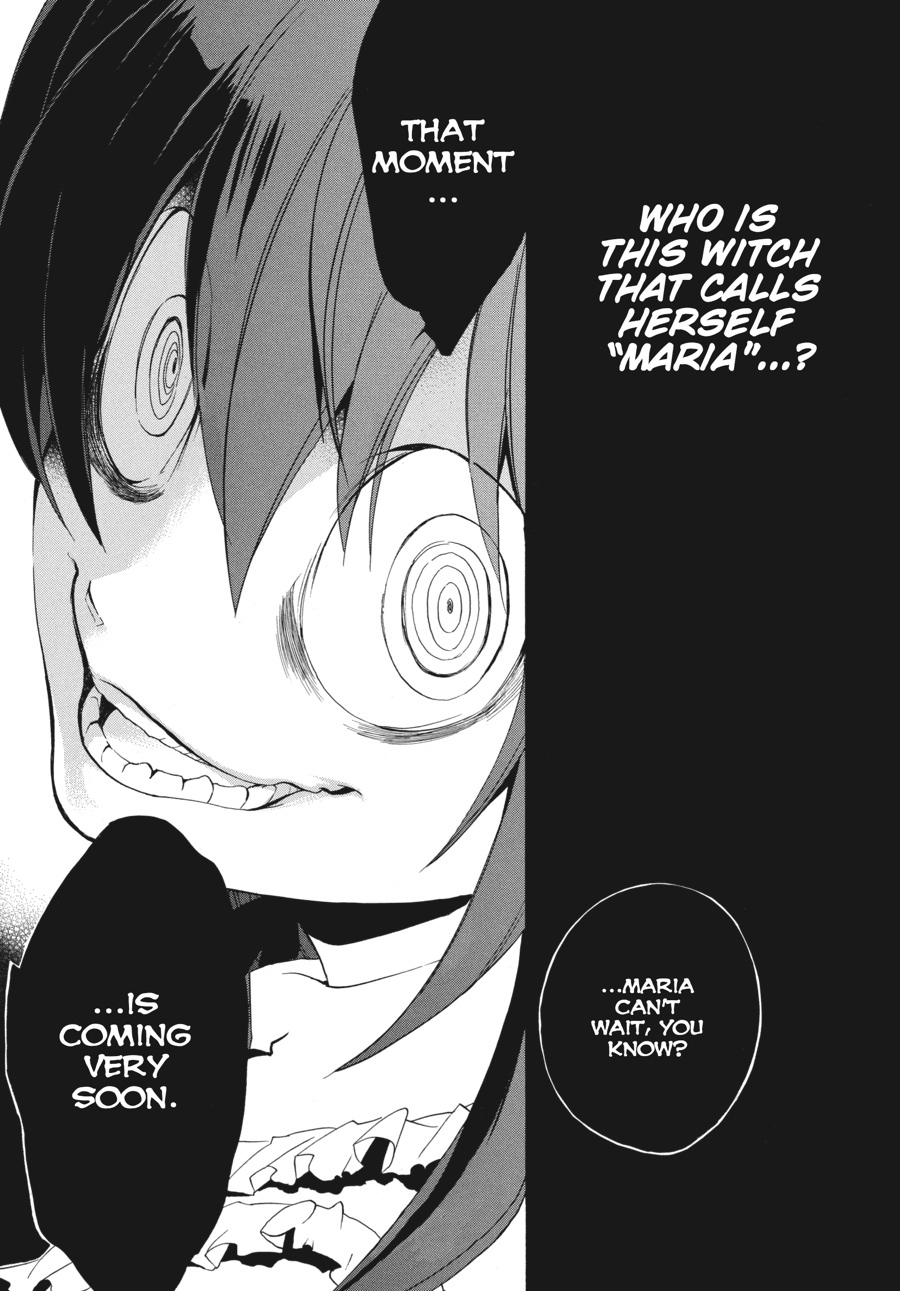 WHO IS
THIS WITCH
THAT CALLS
HERSELF
"MARIA"...?
THAT
MOMENT
...
...IS
COMING
VERY
SOON.
...MARIA
CAN'T
WAIT, YOU
KNOW?